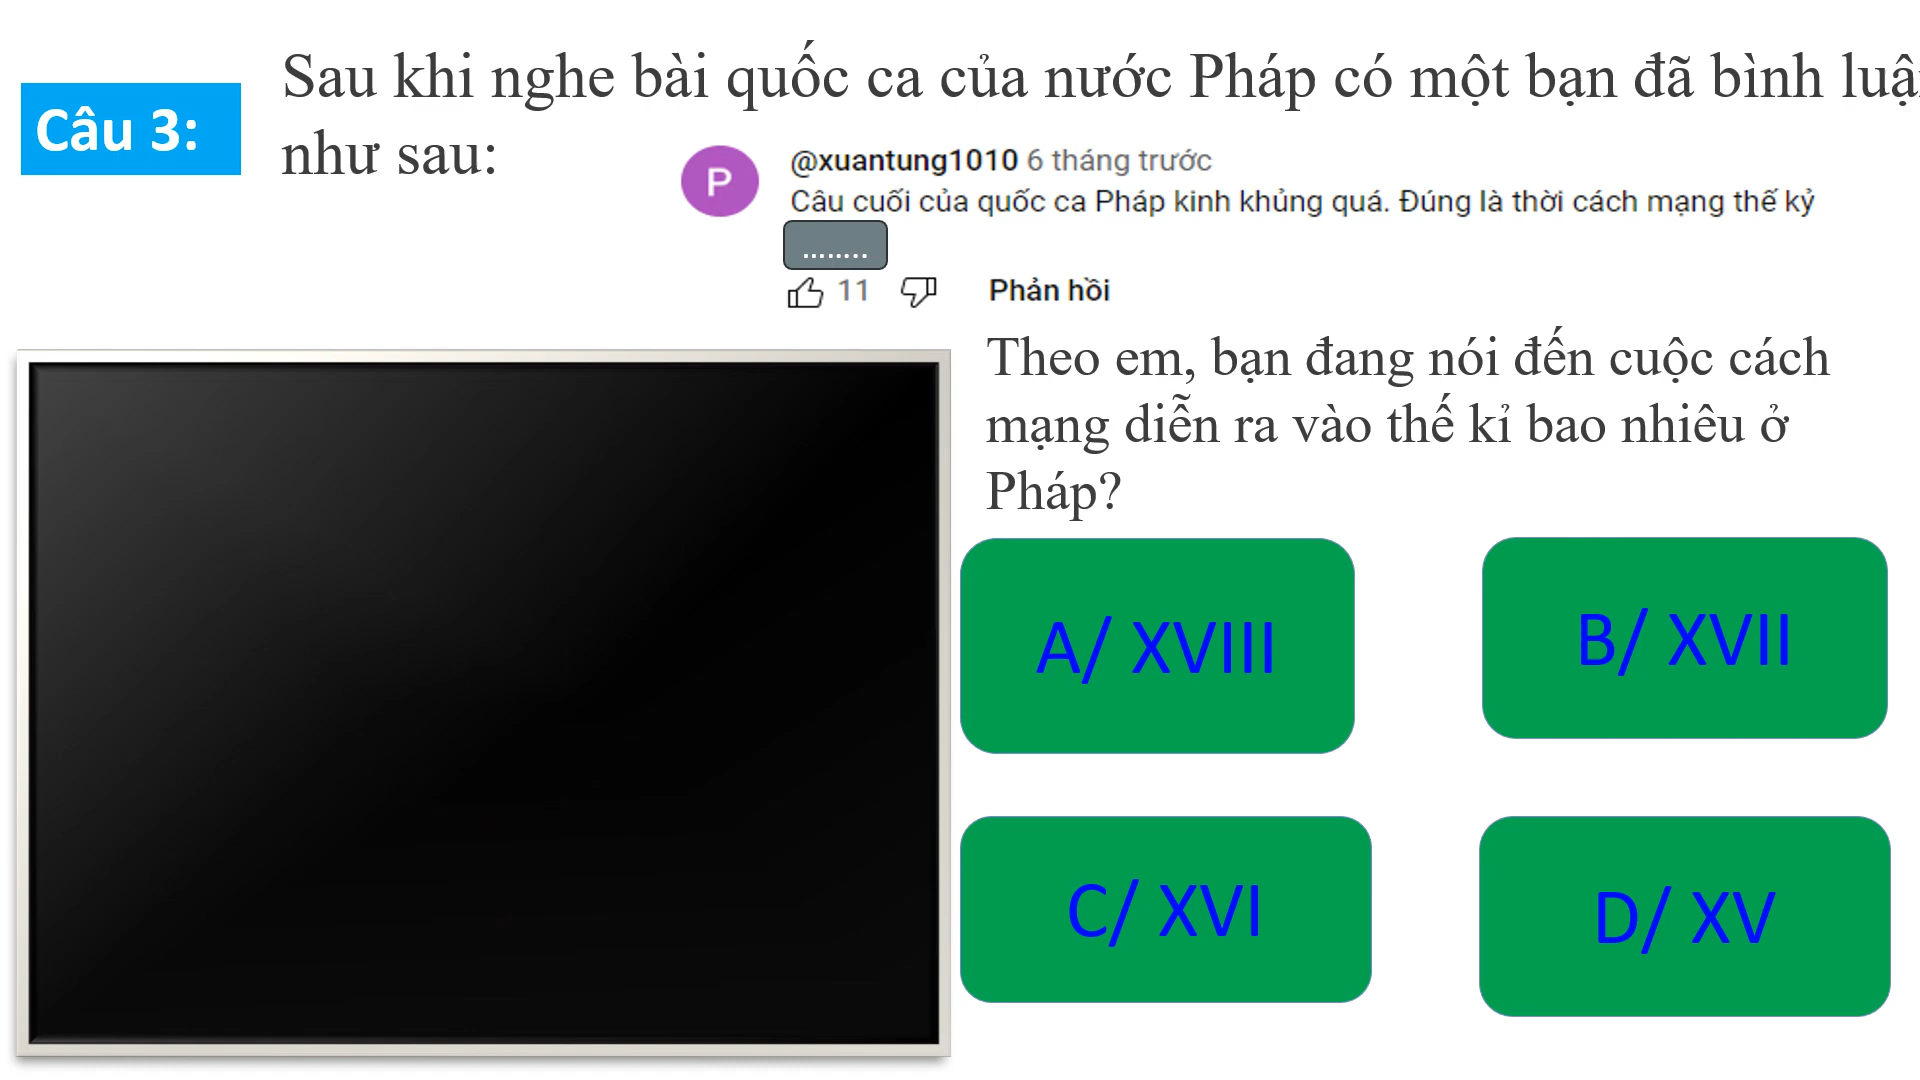 Câu 3:
Sau khi nghe bài quốc ca của nước Pháp có một bạn đã bình
như sau:
P
@xuantung1010 6 tháng trước
Câu cuối của quốc ca Pháp kinh khủng quá. Đúng là thời cách mạng thế kỷ
........
11
Phản hồi
Theo em, bạn đang nói đến cuộc cách
mạng diễn ra vào thế kỉ bao nhiêu ở
Pháp?
A/ XVIII
B/ XVII
C/ XVI
D/ XV